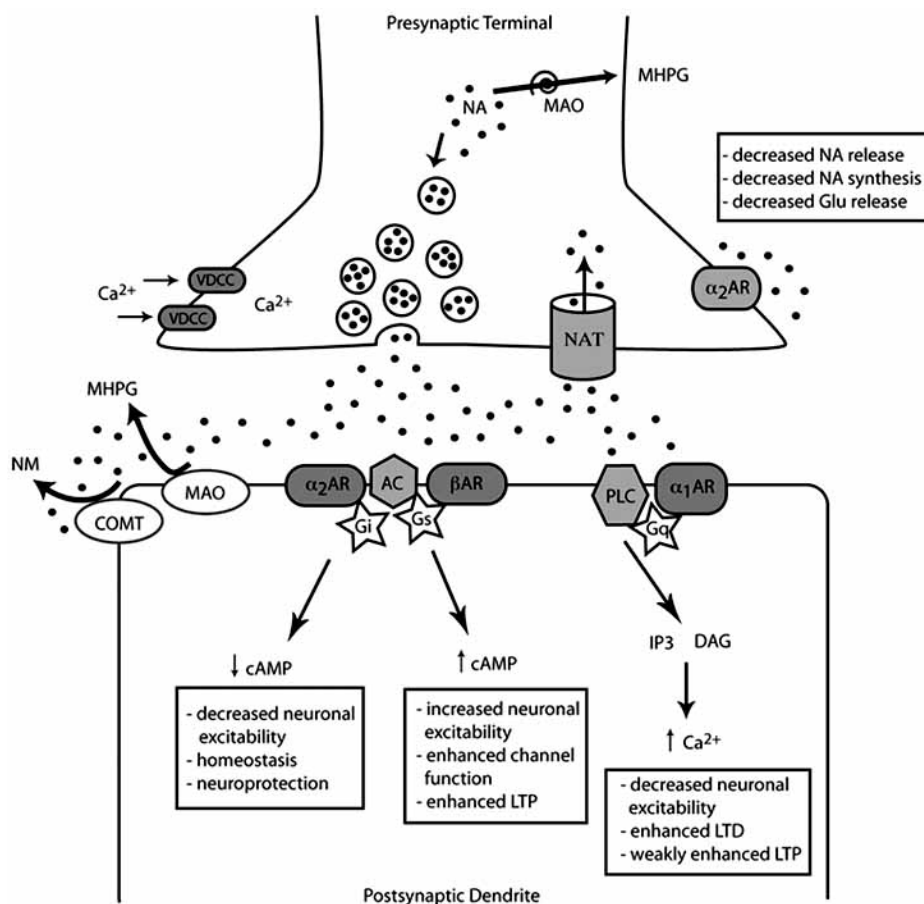 Presynaptic Terminal
MHPG
NA
MAO
- decreased NA release
- decreased NA synthesis
- decreased Glu release
VDCC
Ca2+
Ca2+
VDCC
α2AR
NAT
MHPG
NM
MAO
COMT
α2AR
AC
βAR
Gi
Gs
PLC
α1AR
Gq
↓ cAMP
- decreased neuronal
excitability
- homeostasis
- neuroprotection
↑ cAMP
- increased neuronal
excitability
- enhanced channel
function
- enhanced LTP
IP3 DAG
↑ Ca2+
- decreased neuronal
excitability
- enhanced LTD
- weakly enhanced LTP
Postsynaptic Dendrite